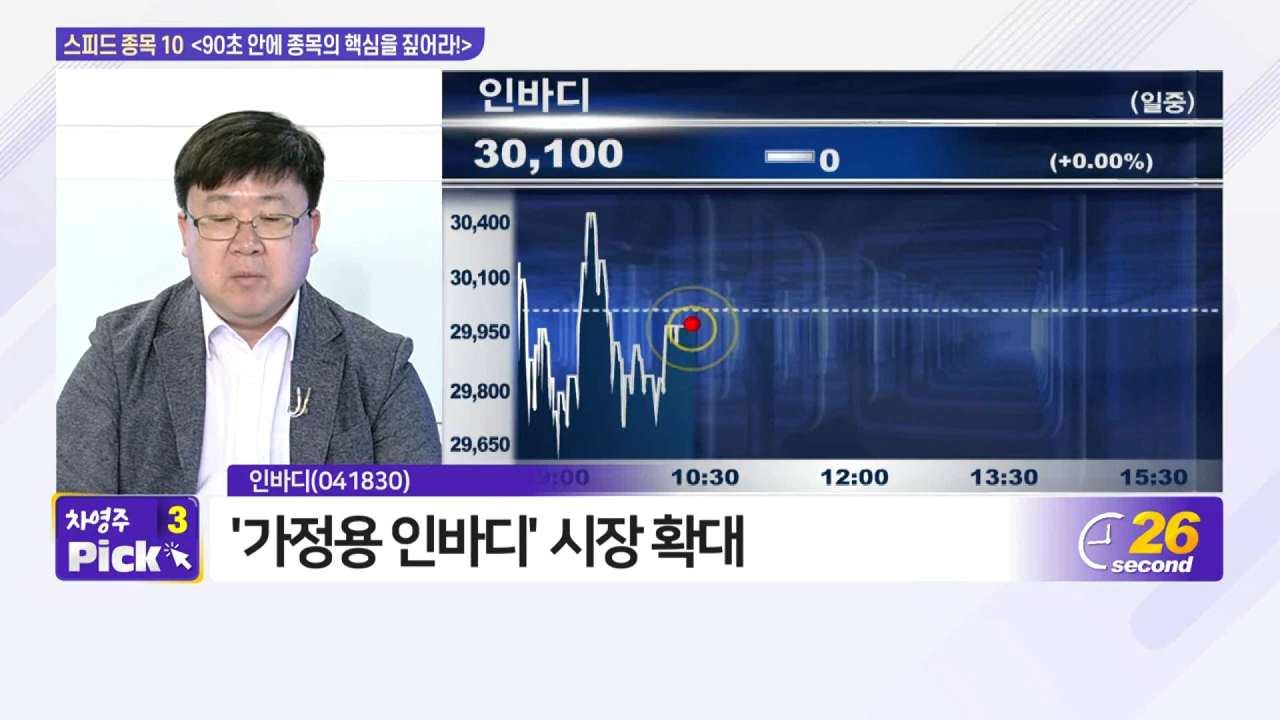 스피드 종목 10 <90초 안에 종목의 핵심을 짚어라!>
인바디
(일중)
30,100
0
(+0.00%)
30,400
30,100
29,950
29,800
29,650
9:00
10:30
12:00
13:30
15:30
인바디(041830)
차영주 3
Pick
'가정용 인바디' 시장 확대
26
second